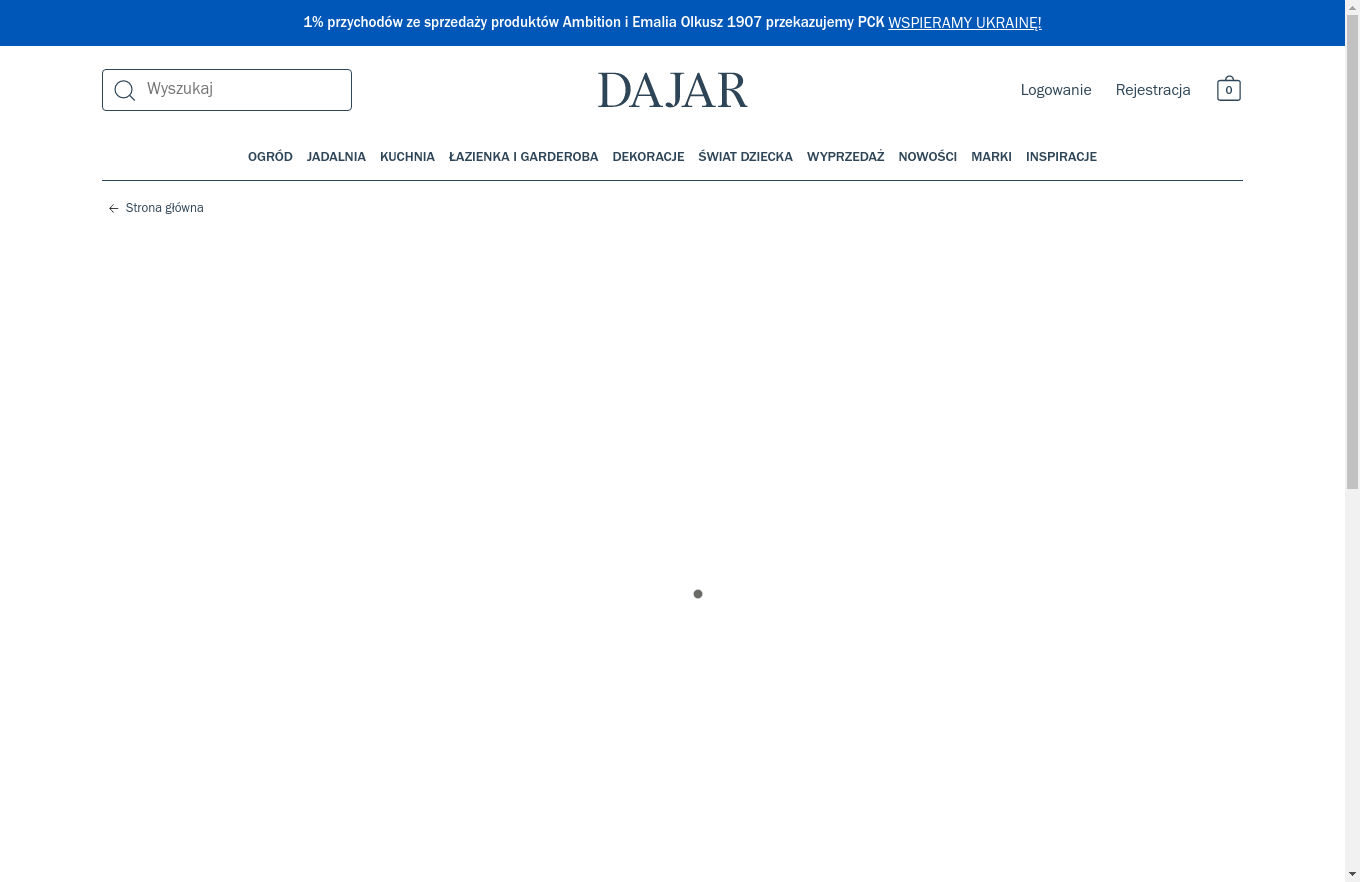 1% przychodów ze sprzedaży produktów Ambition i Emalia Olkusz 1907 przekazujemy PCK WSPIERAMY UKRAINĘ!
Wyszukaj
DAJAR
Logowanie
Rejestracja
0
OGRÓD JADALNIA KUCHNIA ŁAZIENKA I GARDEROBA DEKORACJE ŚWIAT DZIECKA WYPRZEDAŻ NOWOŚCI MARKI INSPIRACJE
Strona główna